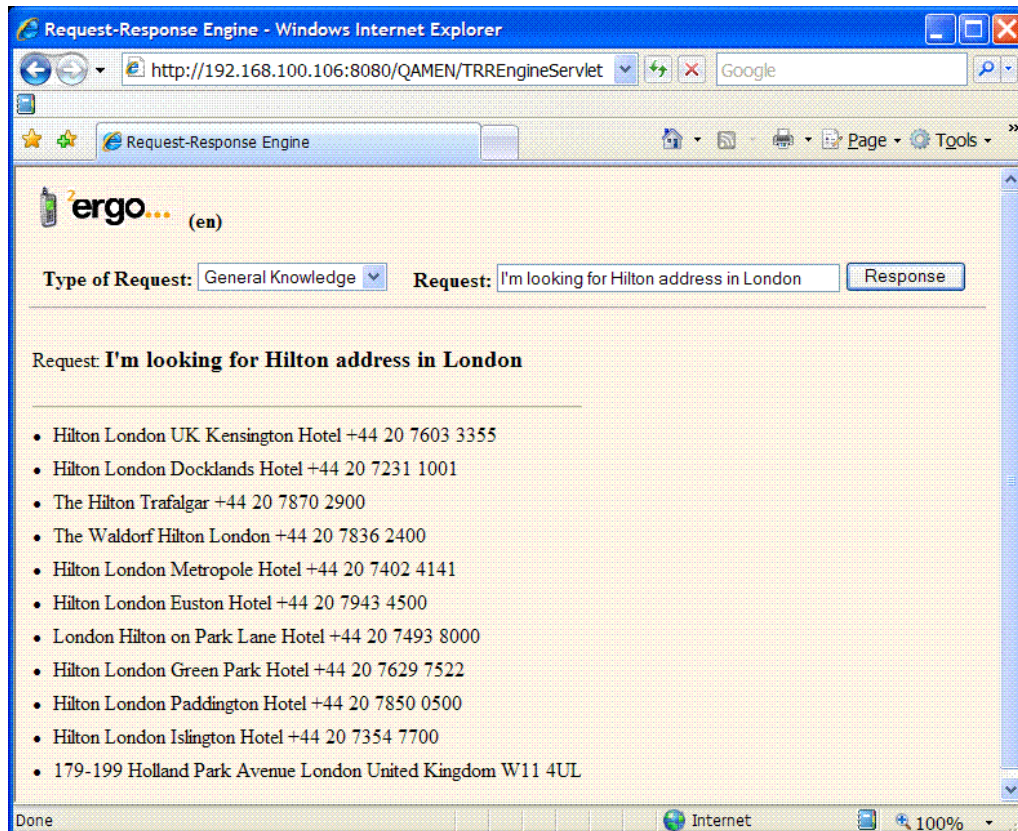 Request-Response Engine - Windows Internet Explorer
http://192.168.100.106:8080/QAMEN/TRREngineServlet Google
Request-Response Engine Page Tools »
2ergo... (en)
Type of Request: General Knowledge Request: I'm looking for Hilton address in London Response
Request: I'm looking for Hilton address in London
• Hilton London UK Kensington Hotel +44 20 7603 3355
• Hilton London Docklands Hotel +44 20 7231 1001
• The Hilton Trafalgar +44 20 7870 2900
• The Waldorf Hilton London +44 20 7836 2400
• Hilton London Metropole Hotel +44 20 7402 4141
• Hilton London Euston Hotel +44 20 7943 4500
• London Hilton on Park Lane Hotel +44 20 7493 8000
• Hilton London Green Park Hotel +44 20 7629 7522
• Hilton London Paddington Hotel +44 20 7850 0500
• Hilton London Islington Hotel +44 20 7354 7700
• 179-199 Holland Park Avenue London United Kingdom W11 4UL
Done Internet 100%